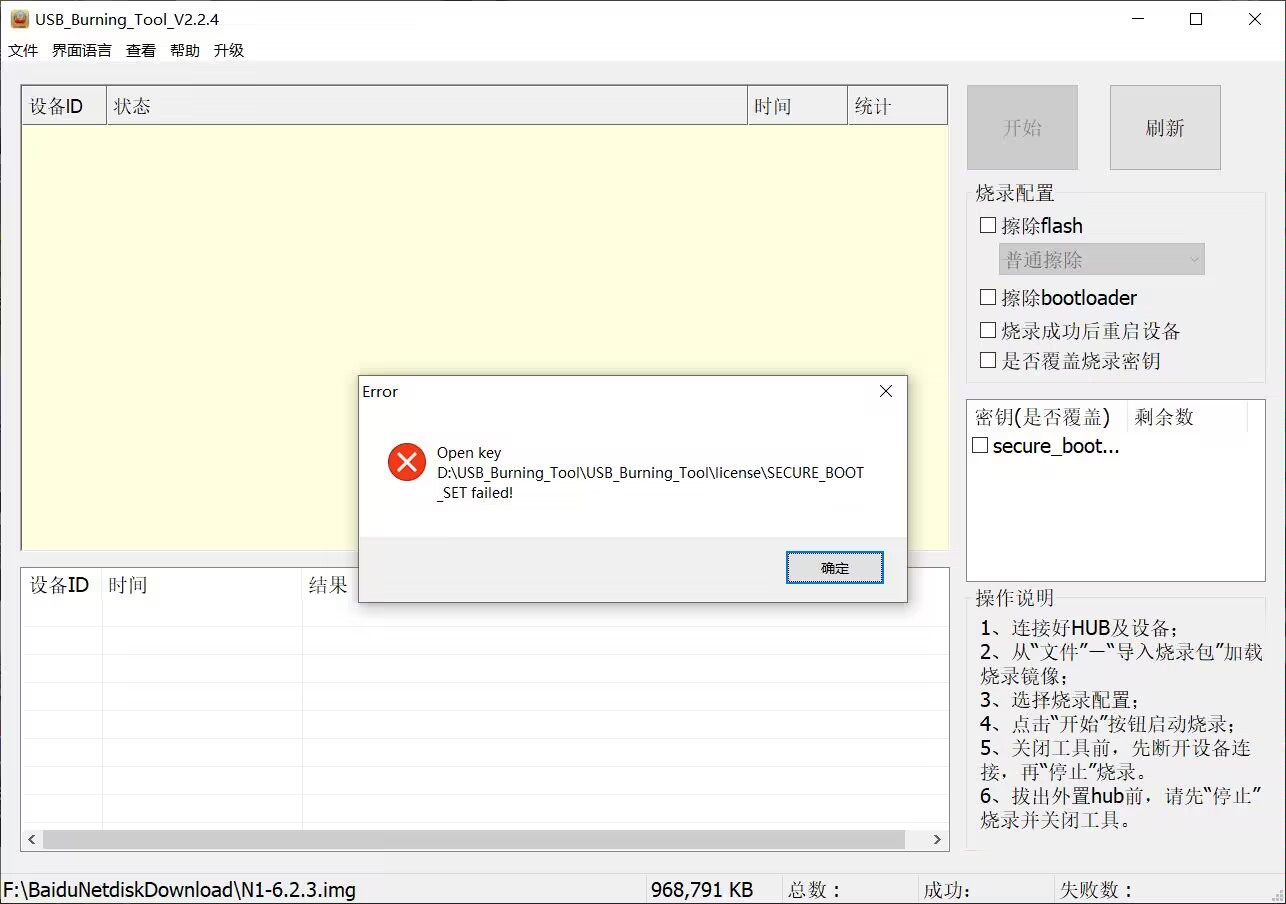 USB_Burning_Tool_V2.2.4
文件 界面语言 查看 帮助 升级
设备ID 状态 时间 统计
开始 刷新
烧录配置
擦除flash
普通擦除
擦除bootloader
烧录成功后重启设备
是否覆盖烧录密钥
Error
Open key
D:\USB_Burning_Tool\USB_Burning_Tool\license\SECURE_BOOT
_SET failed!
确定
密钥(是否覆盖) 剩余数
secure_boot...
设备ID 时间 结果
操作说明
1、连接好HUB及设备；
2、从“文件”—“导入烧录包”加载
烧录镜像；
3、选择烧录配置；
4、点击“开始”按钮启动烧录；
5、关闭工具前，先断开设备连
接，再“停止”烧录。
6、拔出外置hub前，请先“停止”
烧录并关闭工具。
F:\BaiduNetdiskDownload\N1-6.2.3.img 968,791 KB 总数： 成功： 失败数：